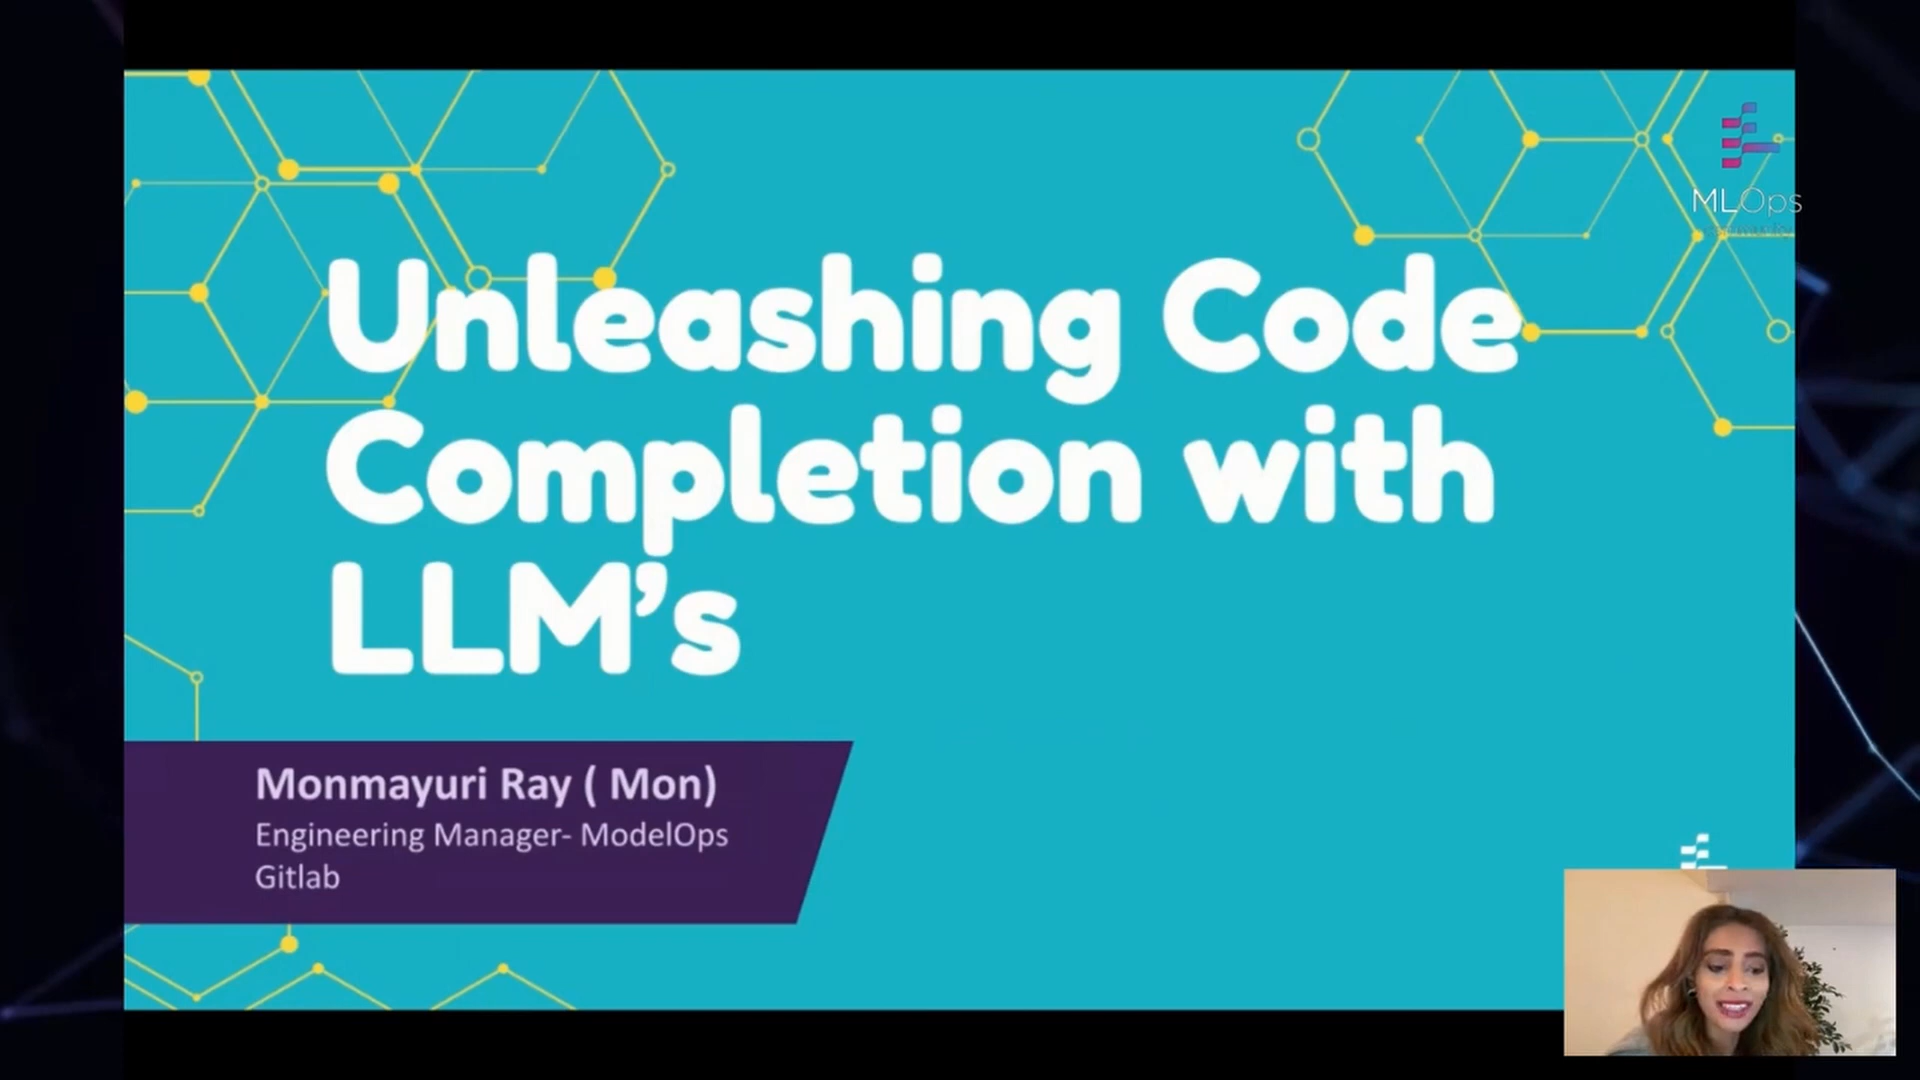 MLOps
Unleashing Code
Completion with
LLM's
Monmayuri Ray ( Mon)
Engineering Manager- ModelOps
Gitlab